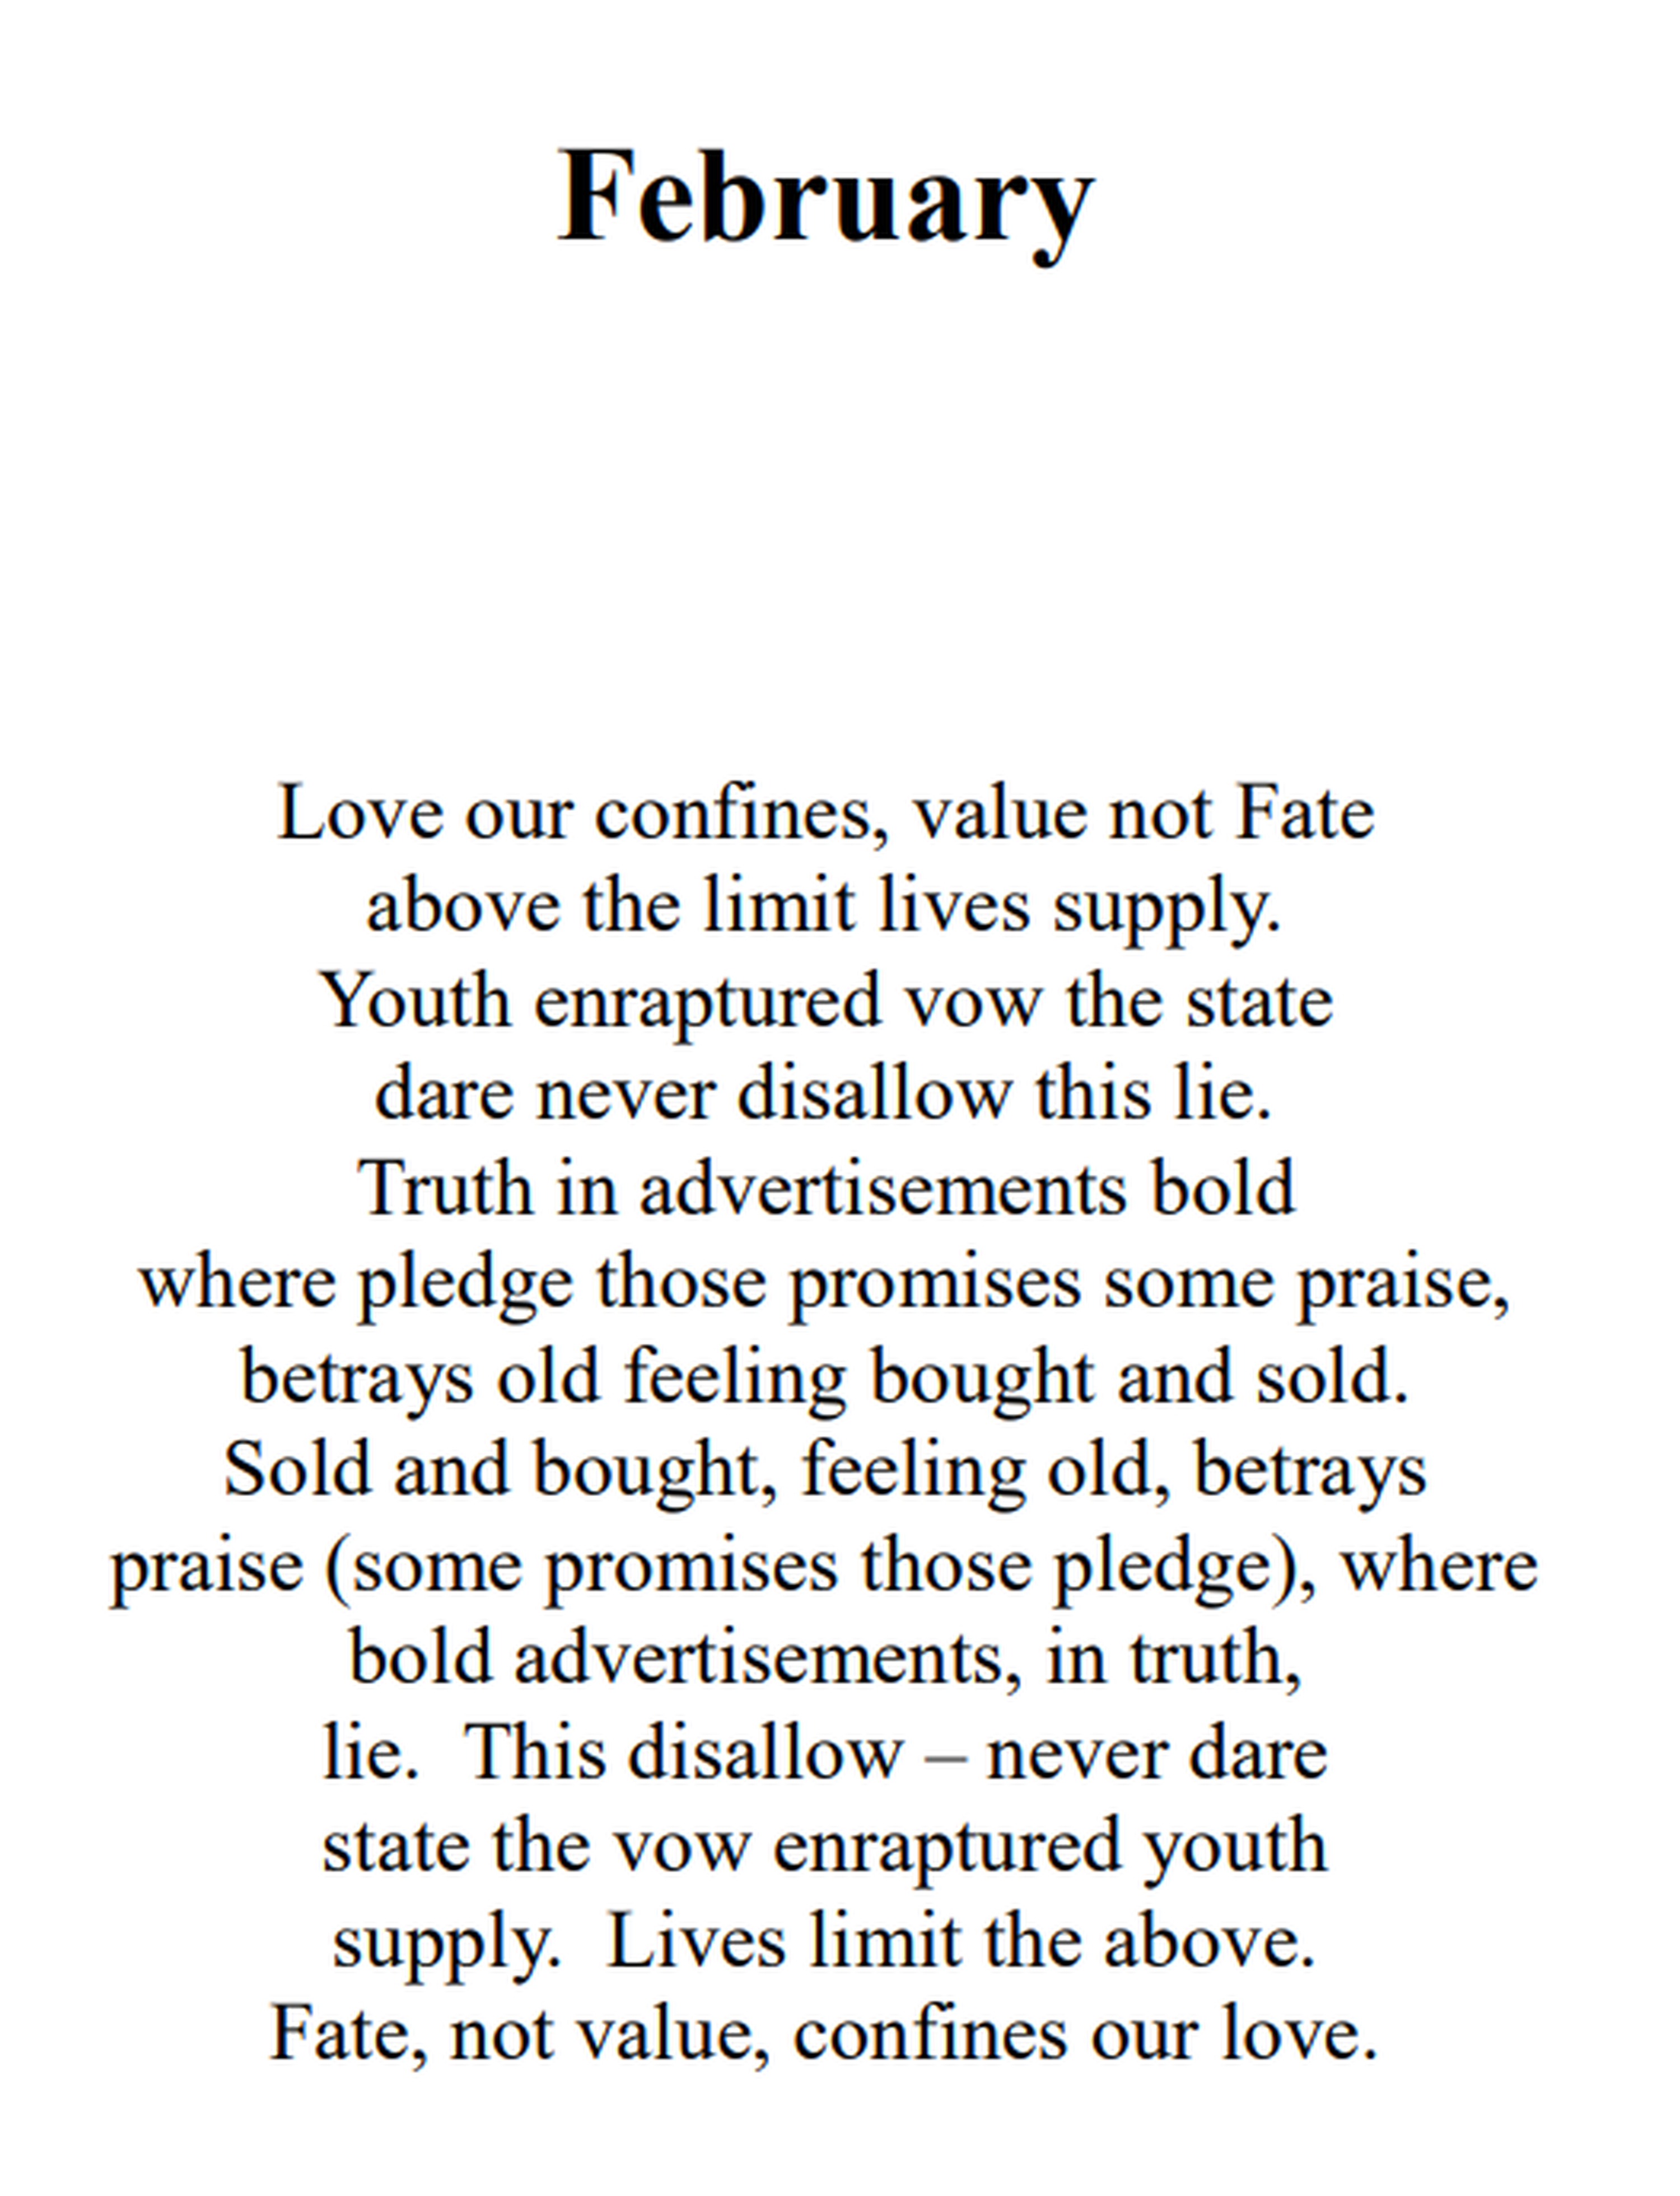 February
Love our confines, value not Fate
above the limit lives supply.
Youth enraptured vow the state
dare never disallow this lie.
Truth in advertisements bold
where pledge those promises some praise,
betrays old feeling bought and sold.
Sold and bought, feeling old, betrays
praise (some promises those pledge), where
bold advertisements, in truth,
lie.  This disallow – never dare
state the vow enraptured youth
supply.  Lives limit the above.
Fate, not value, confines our love.